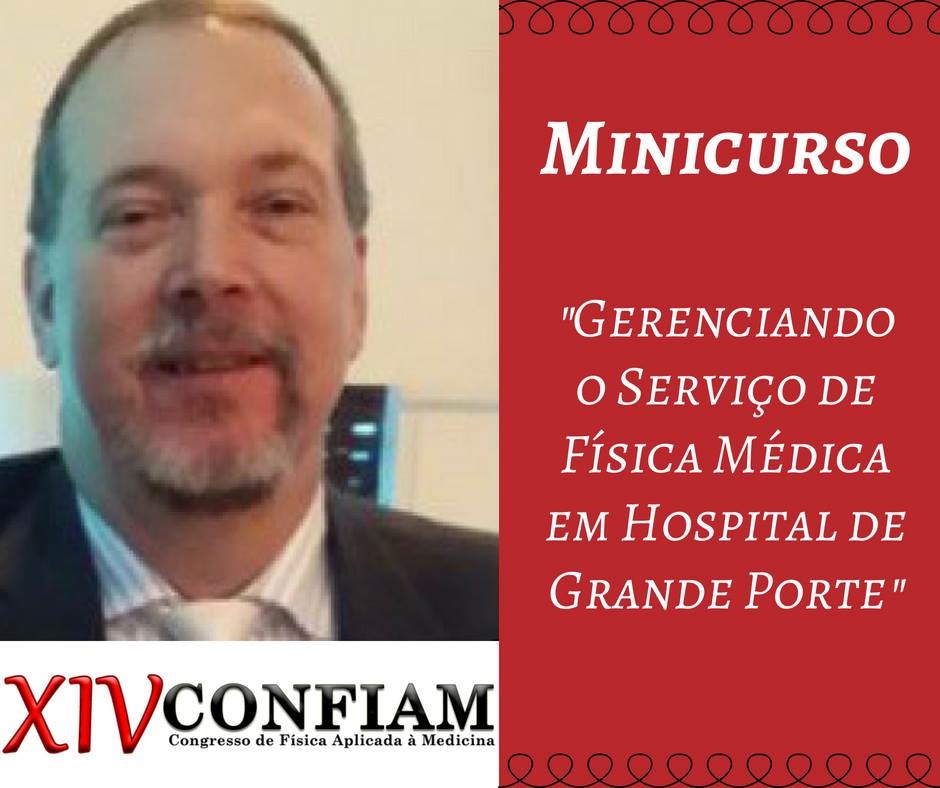 Minicurso
"Gerenciando
o Serviço de
Física Médica
em Hospital de
Grande Porte"
XIV CONFIAM
Congresso de Física Aplicada à Medicina